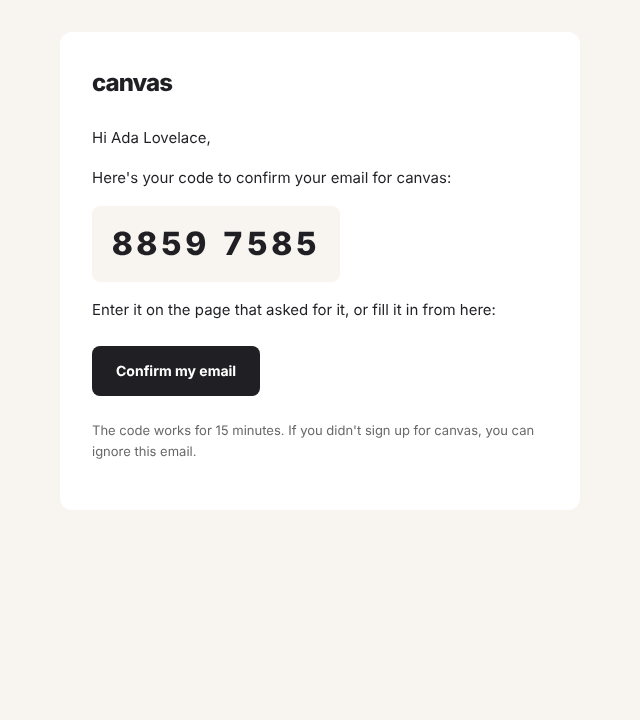 canvas
Hi Ada Lovelace,
Here's your code to confirm your email for canvas:
8859 7585
Enter it on the page that asked for it, or fill it in from here:
Confirm my email
The code works for 15 minutes. If you didn't sign up for canvas, you can
ignore this email.